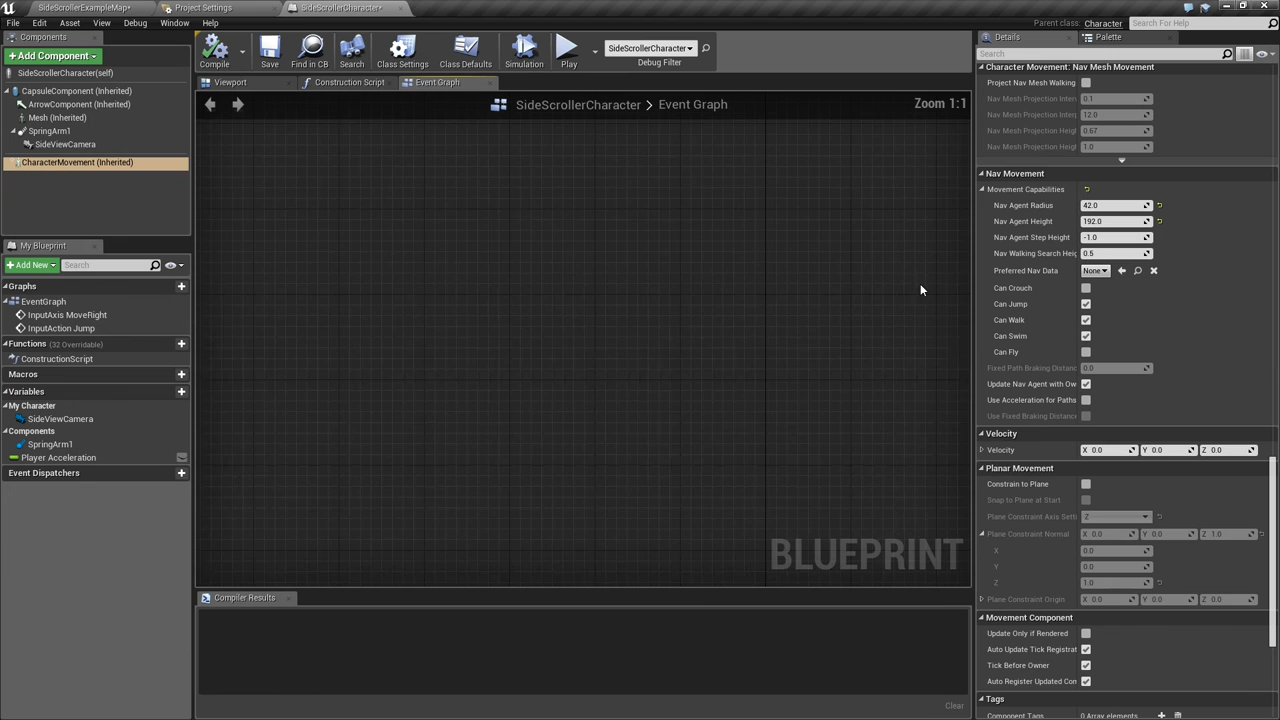 SideScrollerExampleMap*
Project Settings
SideScrollerCharacter*
File Edit Asset View Debug Window Help
Parent class: Character
Search For Help
Components
+ Add Component
SideScrollerCharacter(self)
CapsuleComponent (Inherited)
ArrowComponent (Inherited)
Mesh (Inherited)
SpringArm1
SideViewCamera
CharacterMovement (Inherited)
My Blueprint
+ Add New
Search
Graphs
EventGraph
InputAxis MoveRight
InputAction Jump
Functions (32 Overridable)
ConstructionScript
Macros
Variables
My Character
SideViewCamera
Components
SpringArm1
Player Acceleration
Event Dispatchers
Compile
Save
Find in CB
Search
Class Settings
Class Defaults
Simulation
Play
SideScrollerCharacter
Debug Filter
Viewport
Construction Script
Event Graph
SideScrollerCharacter > Event Graph
Zoom 1:1
BLUEPRINT
Compiler Results
Clear
Details
Palette
Search
Character Movement: Nav Mesh Movement
Project Nav Mesh Walking
Nav Mesh Projection Inter 0.1
Nav Mesh Projection Inter 12.0
Nav Mesh Projection Heig 0.67
Nav Mesh Projection Heig 1.0
Nav Movement
Movement Capabilities
Nav Agent Radius 42.0
Nav Agent Height 192.0
Nav Agent Step Height -1.0
Nav Walking Search Heig 0.5
Preferred Nav Data None
Can Crouch
Can Jump
Can Walk
Can Swim
Can Fly
Fixed Path Braking Distanc 0.0
Update Nav Agent with Ow
Use Acceleration for Paths
Use Fixed Braking Distance
Velocity
Velocity X 0.0 Y 0.0 Z 0.0
Planar Movement
Constrain to Plane
Snap to Plane at Start
Plane Constraint Axis Setti Z
Plane Constraint Normal X 0.0 Y 0.0 Z 1.0
X 0.0
Y 0.0
Z 1.0
Plane Constraint Origin X 0.0 Y 0.0 Z 0.0
Movement Component
Update Only if Rendered
Auto Update Tick Registrat
Tick Before Owner
Auto Register Updated Com
Tags
Component Tags 0 Array elements